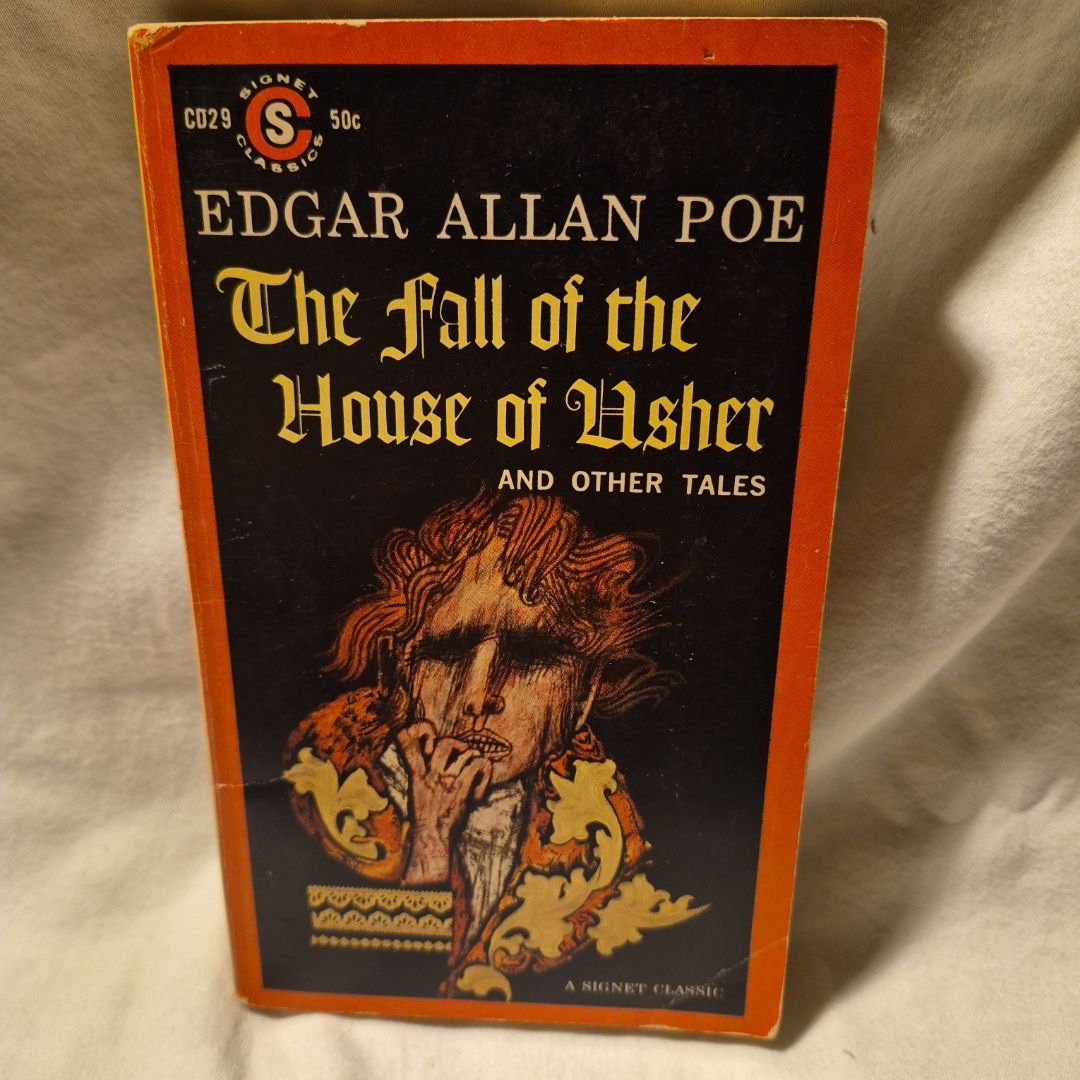 SIGNET
CD29 CS 50c
CLASSICS
EDGAR ALLAN POE
The Fall of the
House of Usher
AND OTHER TALES
A SIGNET CLASSIC